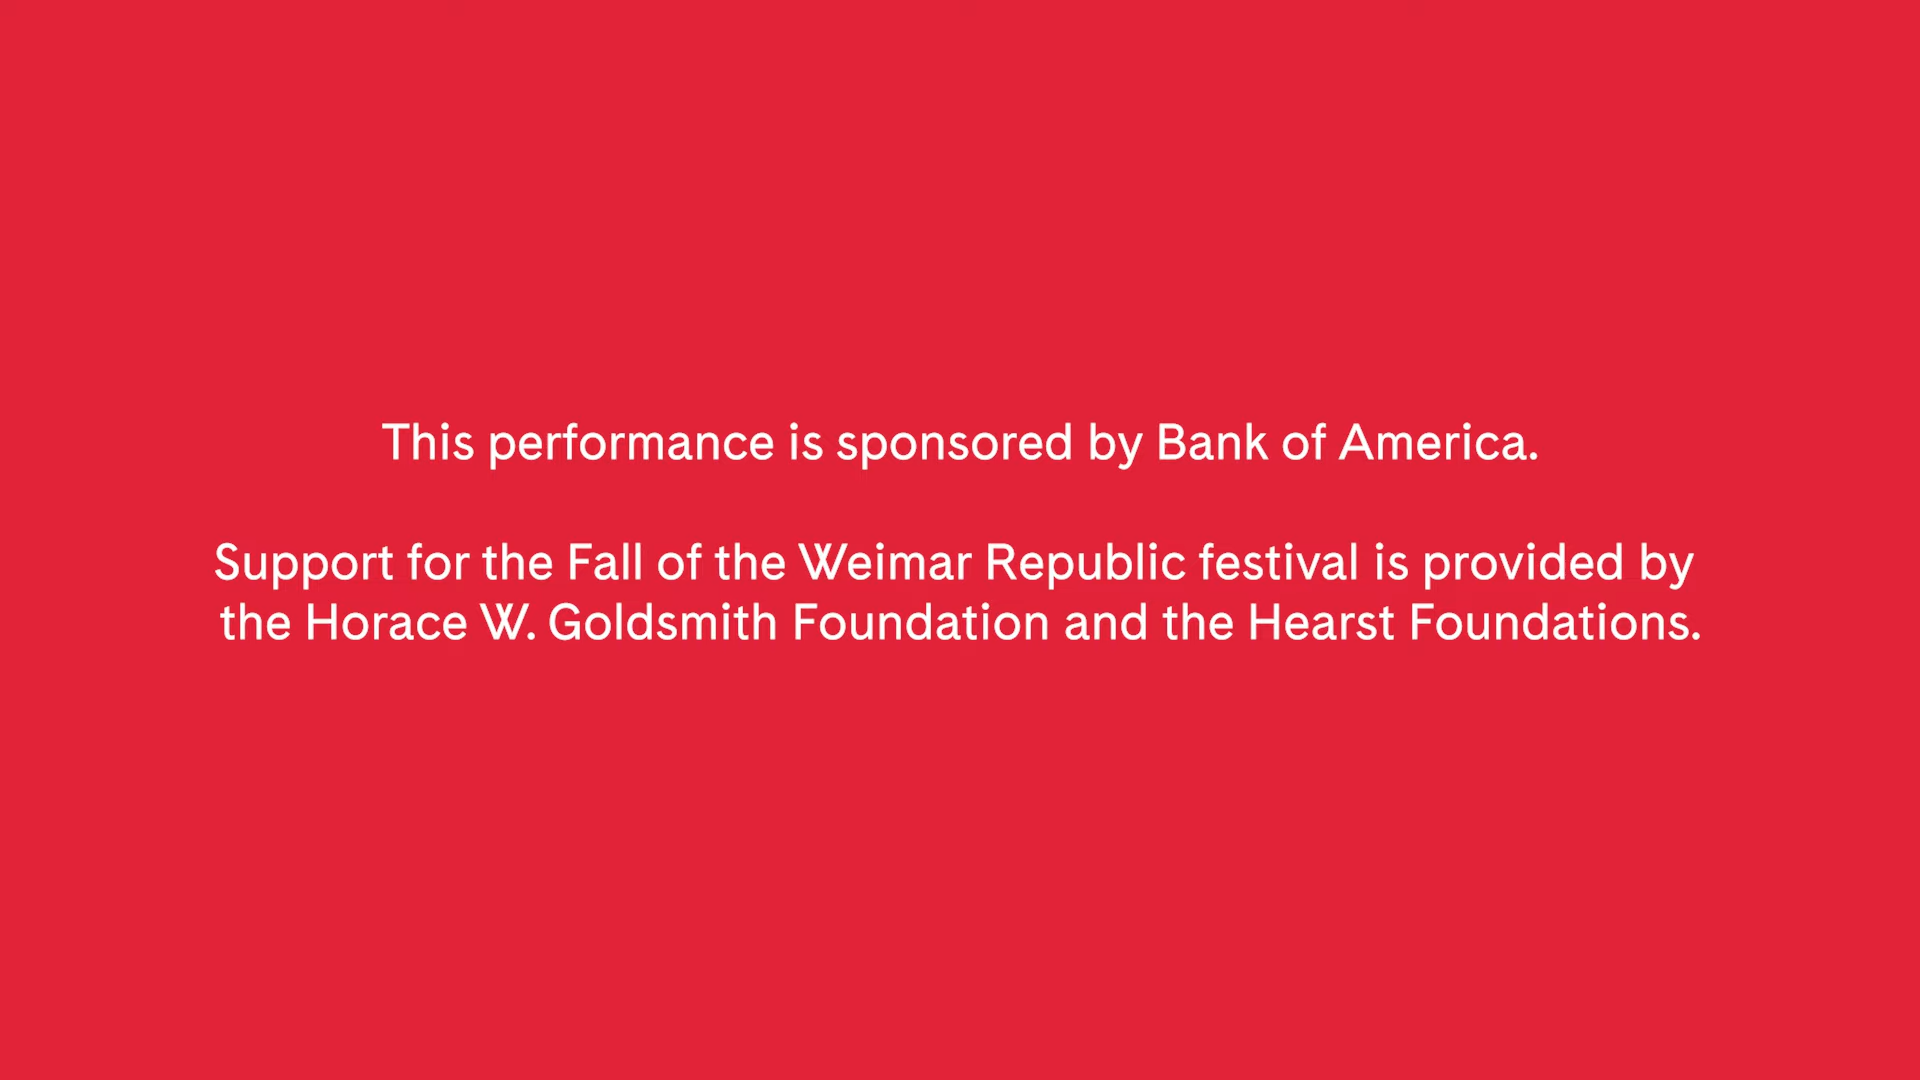 This performance is sponsored by Bank of America.
Support for the Fall of the Weimar Republic festival is provided by
the Horace W. Goldsmith Foundation and the Hearst Foundations.